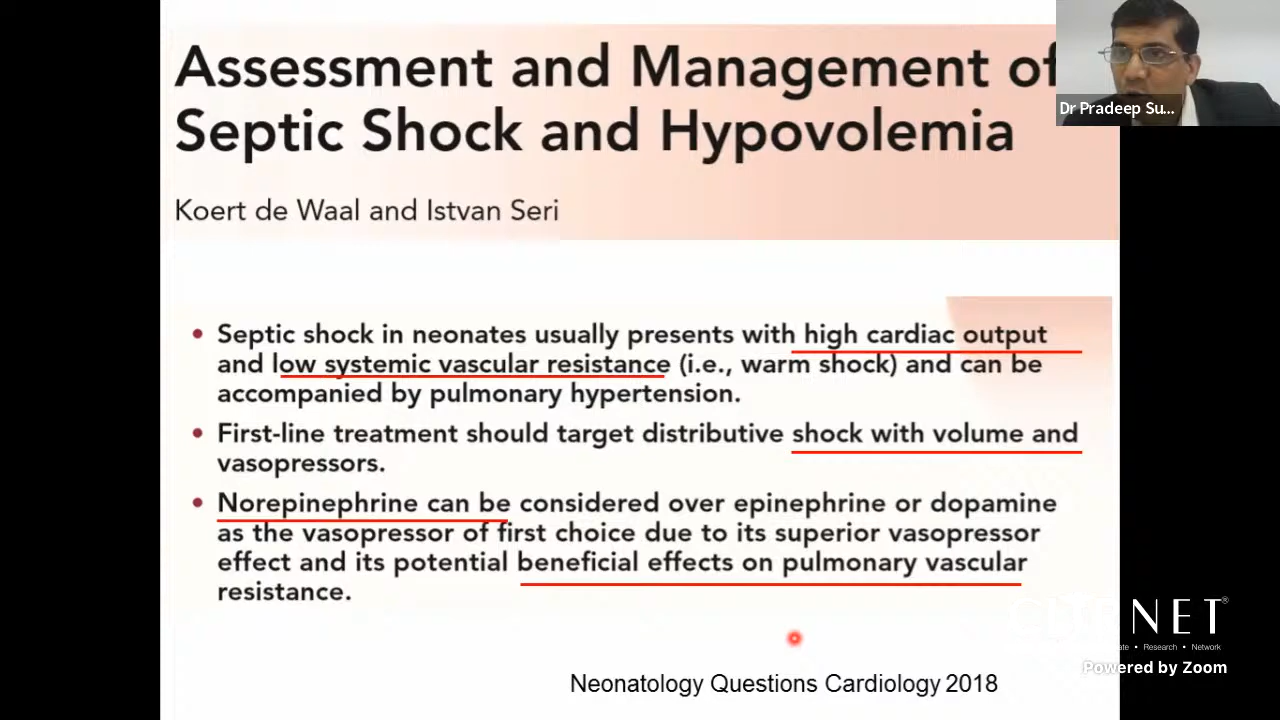 Assessment and Management of
Septic Shock and Hypovolemia
Dr Pradeep Su...
Koert de Waal and Istvan Seri
• Septic shock in neonates usually presents with high cardiac output
and low systemic vascular resistance (i.e., warm shock) and can be
accompanied by pulmonary hypertension.
• First-line treatment should target distributive shock with volume and
vasopressors.
• Norepinephrine can be considered over epinephrine or dopamine
as the vasopressor of first choice due to its superior vasopressor
effect and its potential beneficial effects on pulmonary vascular
resistance.
NET®
• Research • Network
Powered by Zoom
Neonatology Questions Cardiology 2018